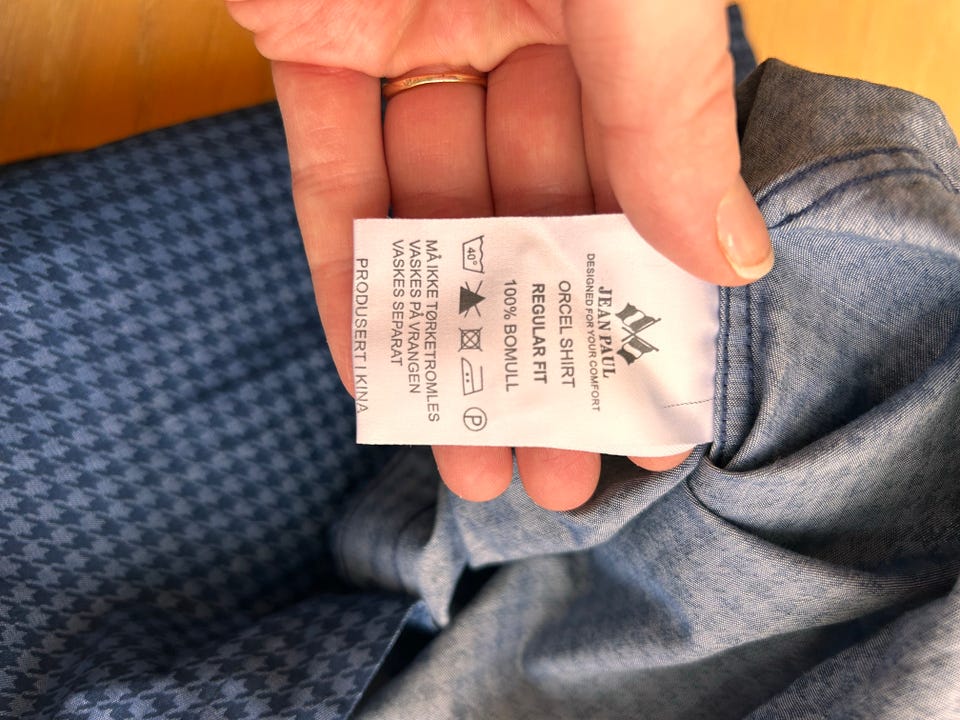 JEAN PAUL
DESIGNED FOR YOUR COMFORT
ORCEL SHIRT
REGULAR FIT
100% BOMULL
40°
P
MÅ IKKE TØRKETROMLES
VASKES PÅ VRANGEN
VASKES SEPARAT
PRODUSERT I KINA